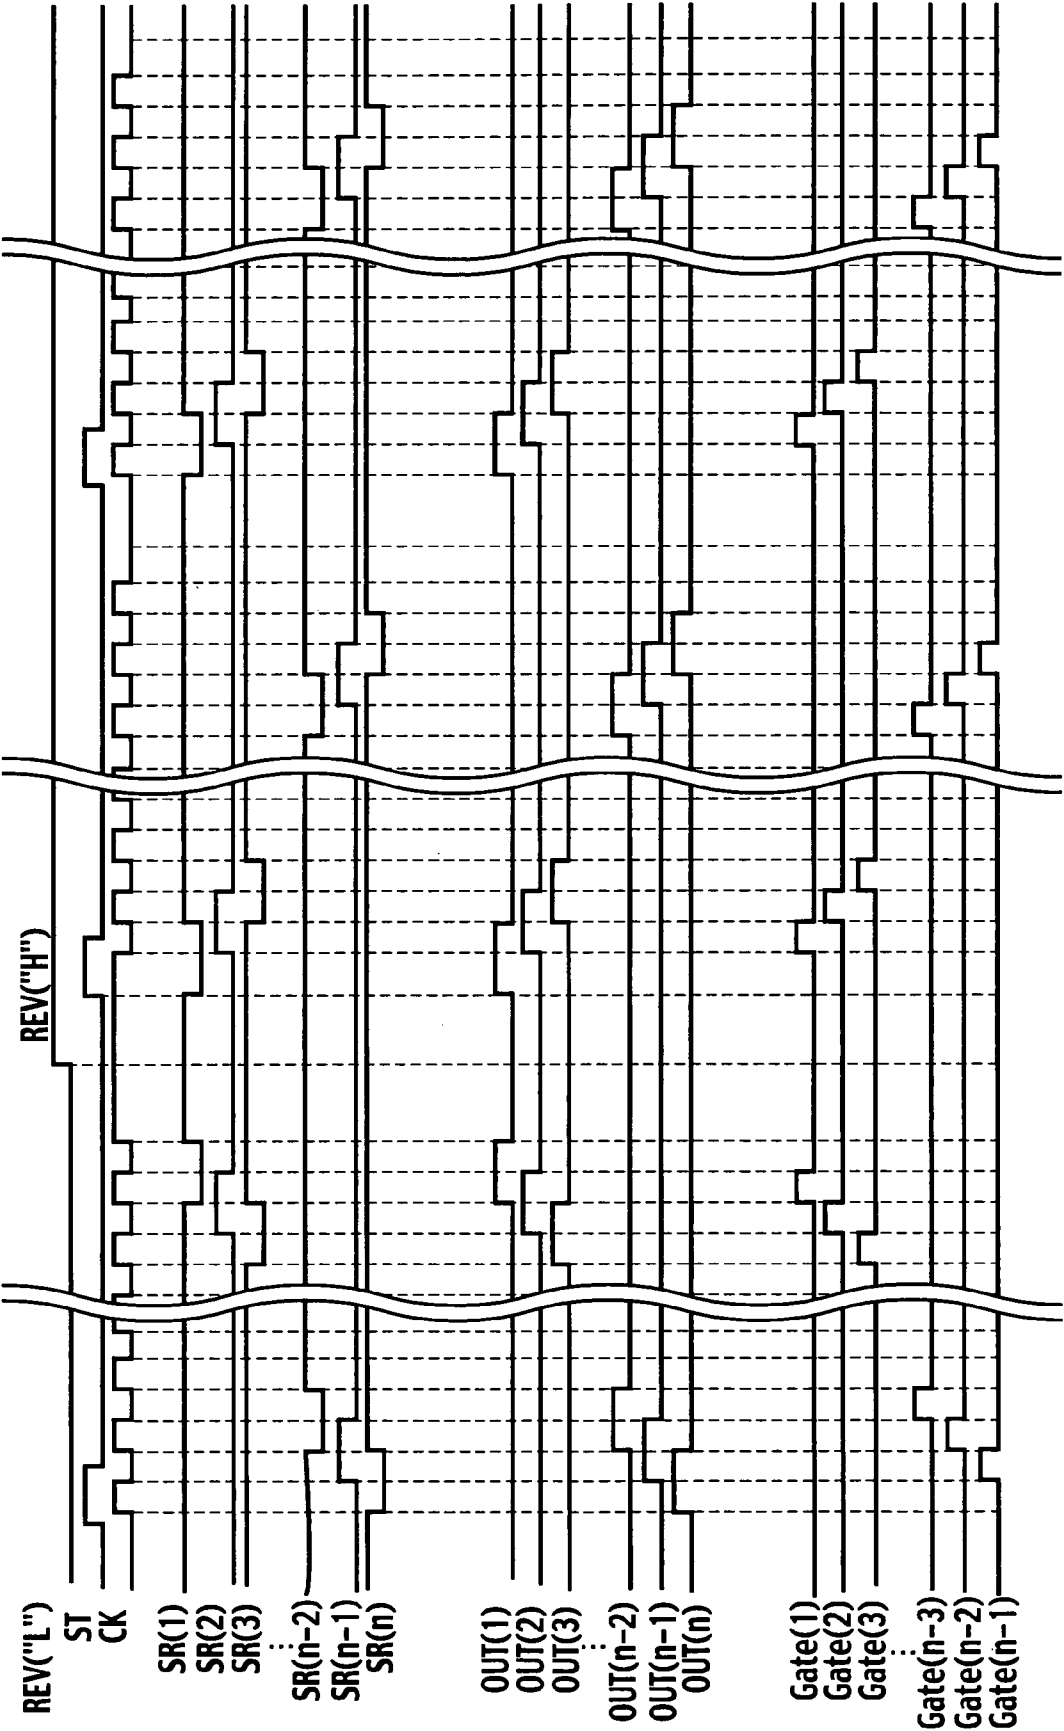 REV("H")
REV("L")
ST
CK
SR(1)
SR(2)
SR(3)
⋮
SR(n-2)
SR(n-1)
SR(n)
OUT(1)
OUT(2)
OUT(3)
⋮
OUT(n-2)
OUT(n-1)
OUT(n)
Gate(1)
Gate(2)
Gate(3)
⋮
Gate(n-3)
Gate(n-2)
Gate(n-1)